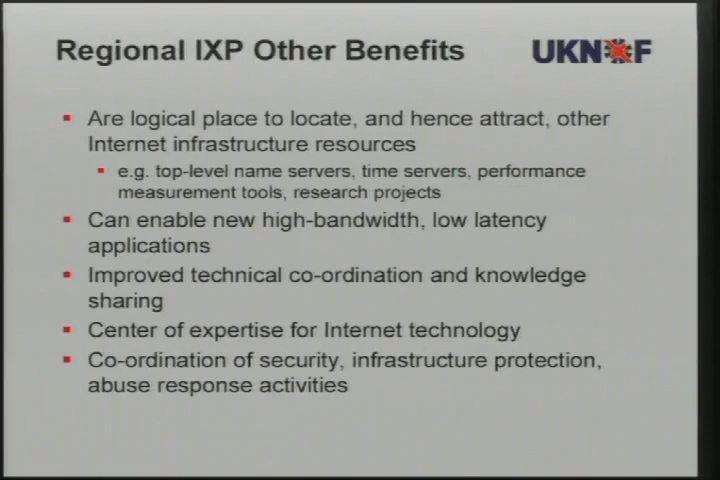 Regional IXP Other Benefits
UKNOF
Are logical place to locate, and hence attract, other
Internet infrastructure resources
e.g. top-level name servers, time servers, performance
measurement tools, research projects
Can enable new high-bandwidth, low latency
applications
Improved technical co-ordination and knowledge
sharing
Center of expertise for Internet technology
Co-ordination of security, infrastructure protection,
abuse response activities